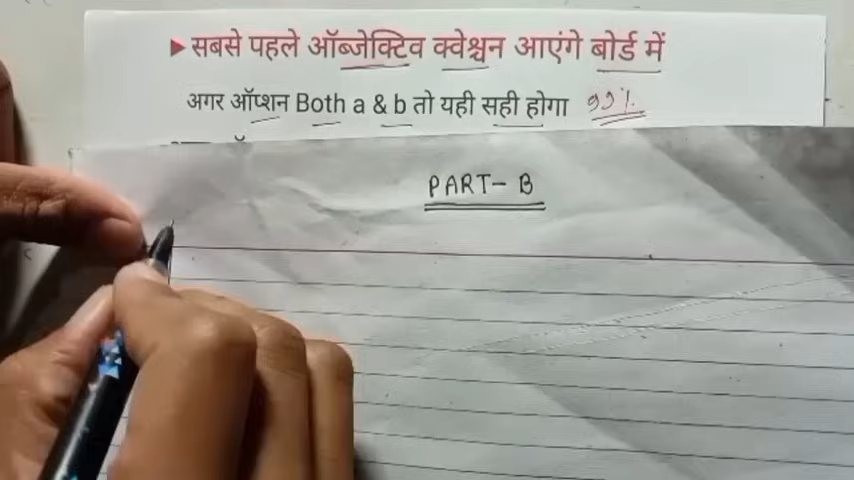 ▶सबसे पहले ऑब्जेक्टिव क्वेश्चन आएंगे बोर्ड में
अगर ऑप्शन Both a & b तो यही सही होगा 99%
PART- B